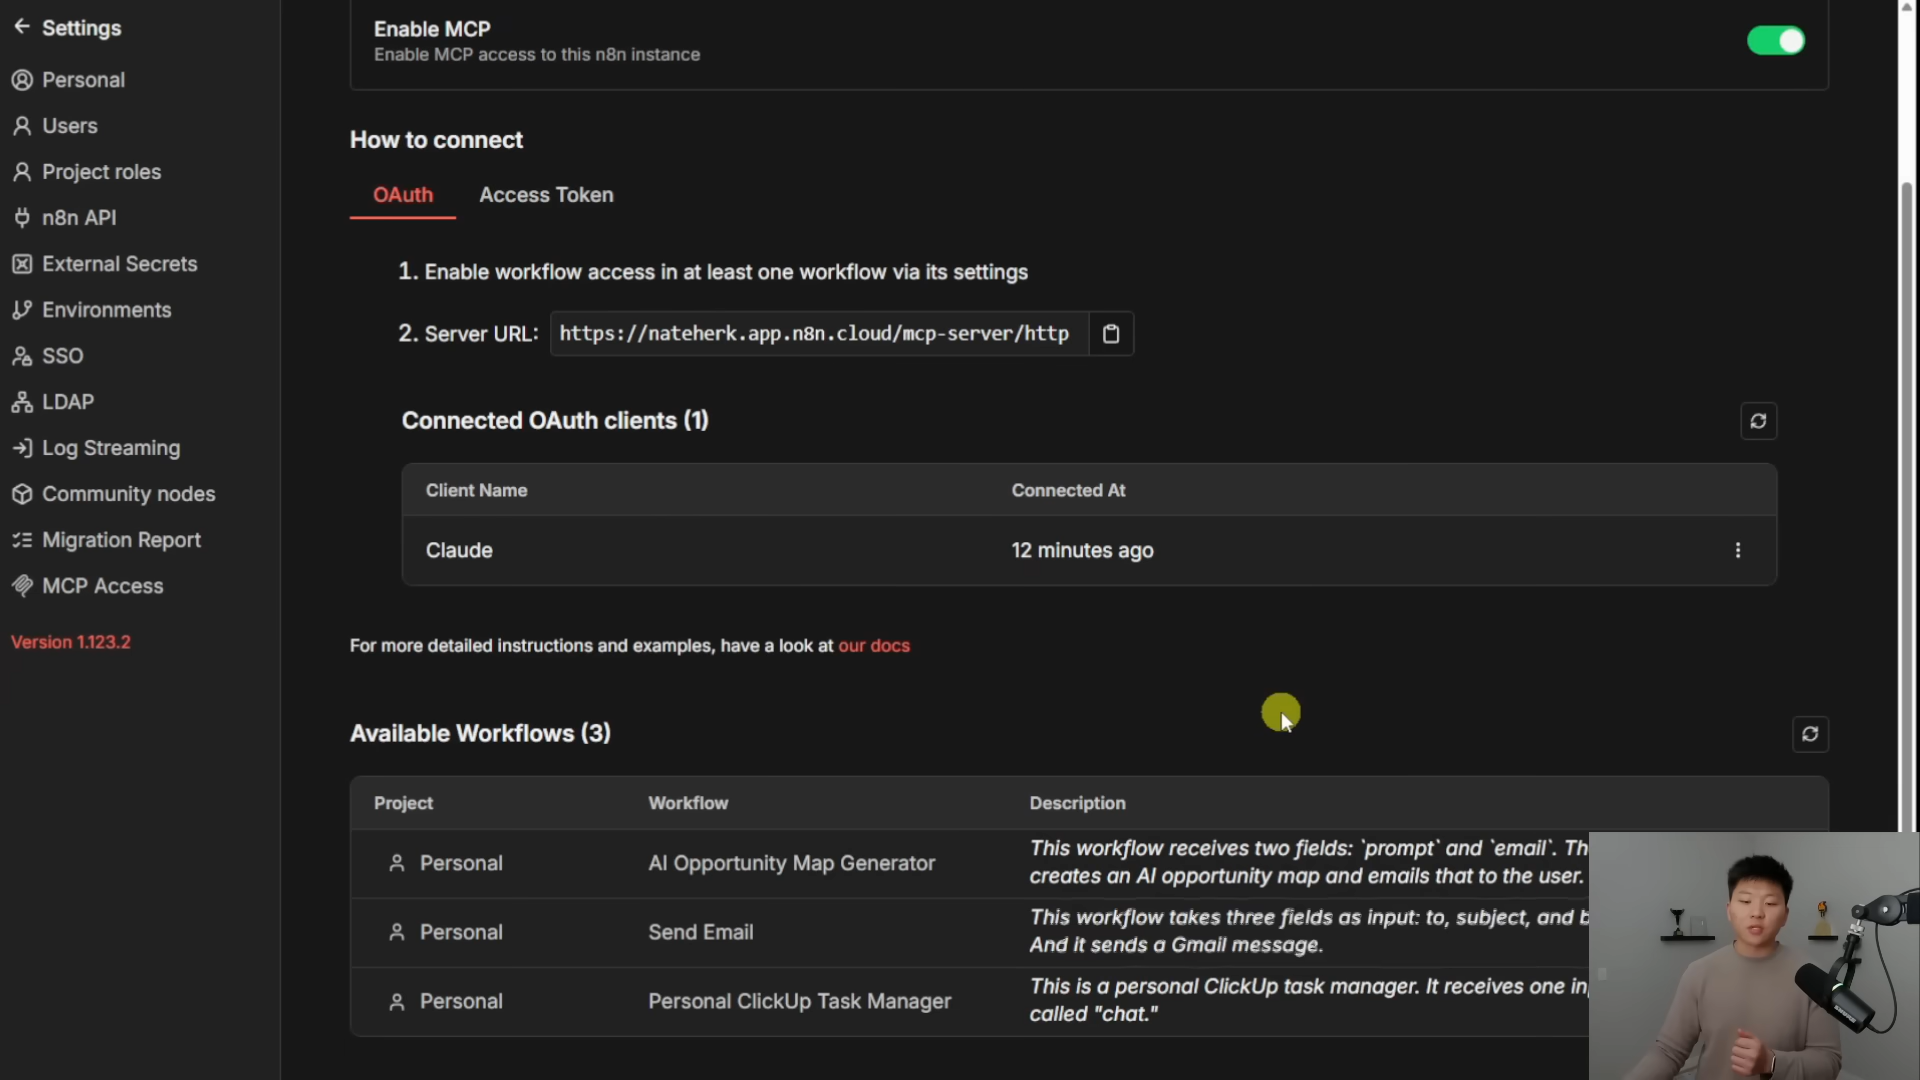 Settings
Personal
Users
Project roles
n8n API
External Secrets
Environments
SSO
LDAP
Log Streaming
Community nodes
Migration Report
MCP Access
Version 1.123.2
Enable MCP
Enable MCP access to this n8n instance
How to connect
OAuth Access Token
1. Enable workflow access in at least one workflow via its settings
2. Server URL: https://nateherk.app.n8n.cloud/mcp-server/http
Connected OAuth clients (1)
Client Name Connected At
Claude 12 minutes ago
For more detailed instructions and examples, have a look at our docs
Available Workflows (3)
Project Workflow Description
Personal AI Opportunity Map Generator
This workflow receives two fields: `prompt` and `email`. Th
creates an AI opportunity map and emails that to the user.
Personal Send Email
This workflow takes three fields as input: to, subject, and b
And it sends a Gmail message.
Personal Personal ClickUp Task Manager
This is a personal ClickUp task manager. It receives one in
called "chat."